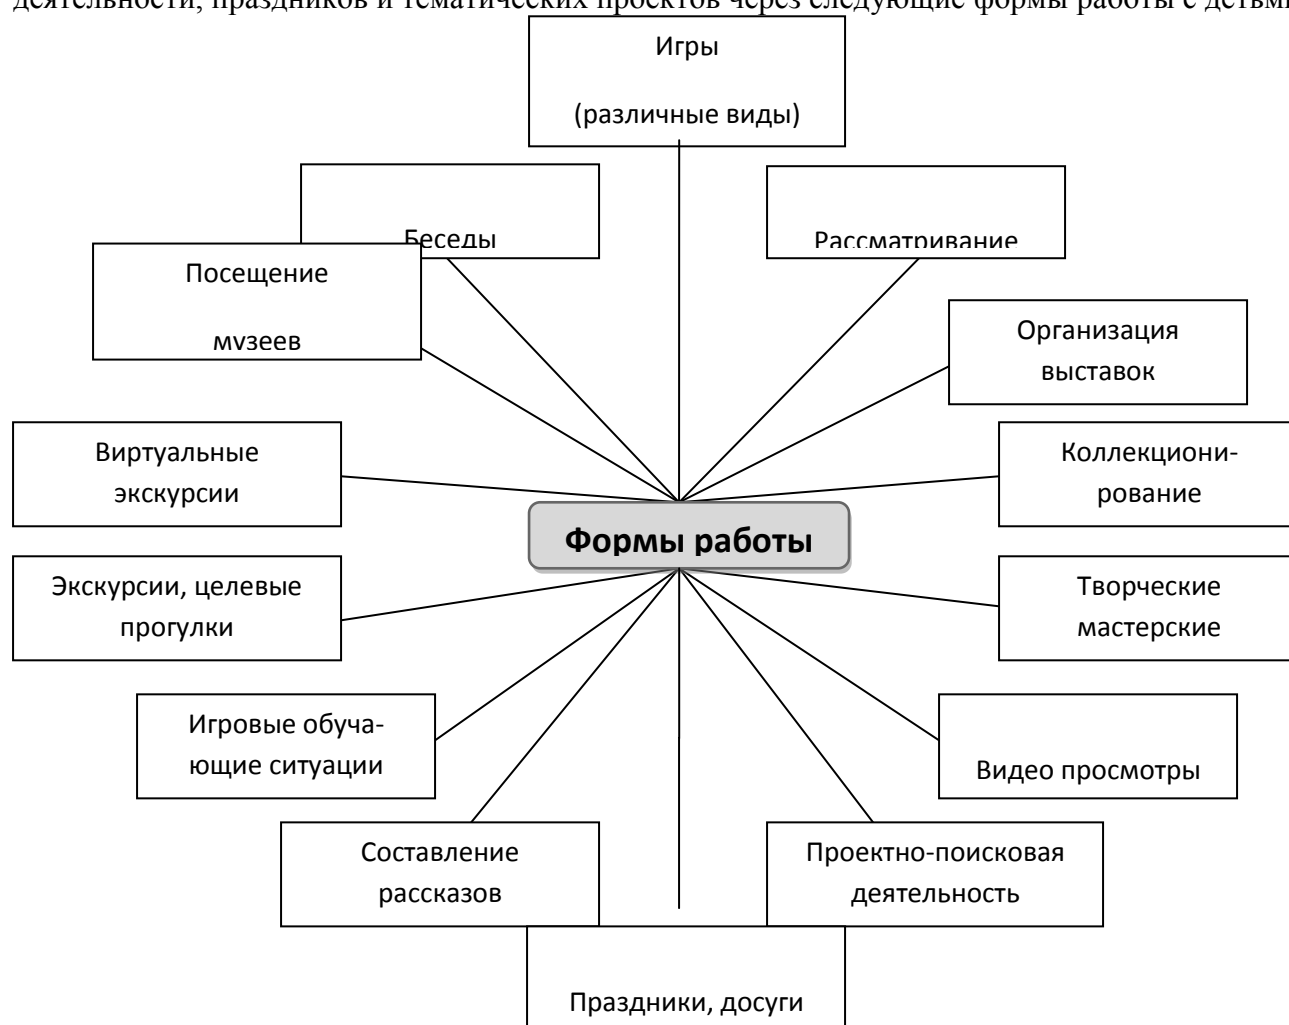 деятельности, праздников и тематических проектов через следующие формы работы с детьми
Игры
(различные виды)
Беседы
Рассматривание
Посещение
музеев
Организация
выставок
Виртуальные
экскурсии
Коллекциони-
рование
Формы работы
Экскурсии, целевые
прогулки
Творческие
мастерские
Игровые обуча-
ющие ситуации
Видео просмотры
Составление
рассказов
Проектно-поисковая
деятельность
Праздники, досуги